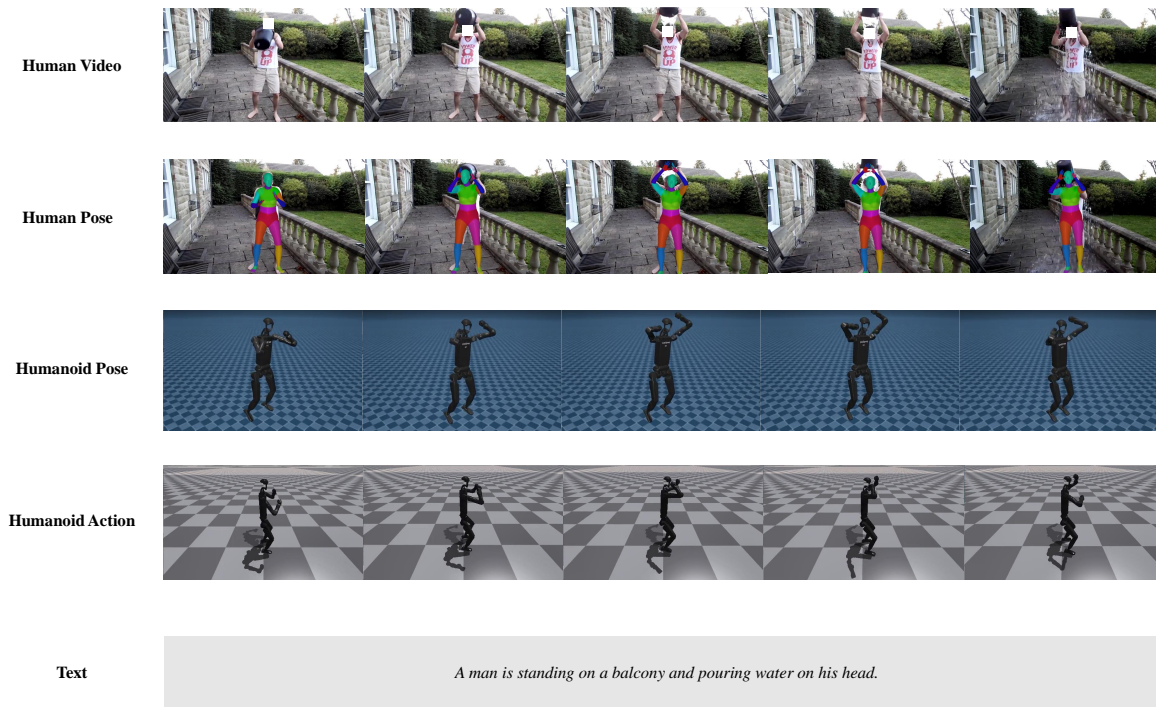 Human Video
Human Pose
Humanoid Pose
Humanoid Action
Text
A man is standing on a balcony and pouring water on his head.